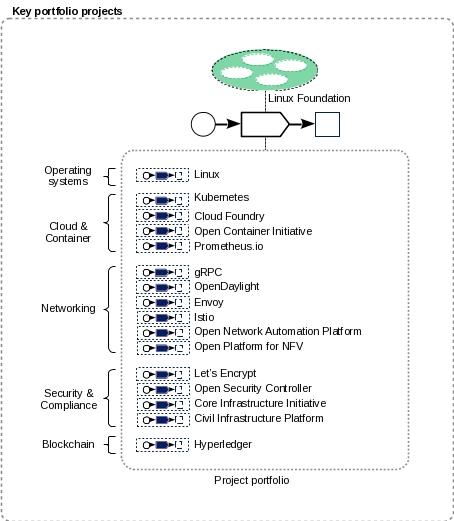 Key portfolio projects
Linux Foundation
Operating
systems
Linux
Cloud &
Container
Kubernetes
Cloud Foundry
Open Container Initiative
Prometheus.io
Networking
gRPC
OpenDaylight
Envoy
Istio
Open Network Automation Platform
Open Platform for NFV
Security &
Compliance
Let's Encrypt
Open Security Controller
Core Infrastructure Initiative
Civil Infrastructure Platform
Blockchain
Hyperledger
Project portfolio